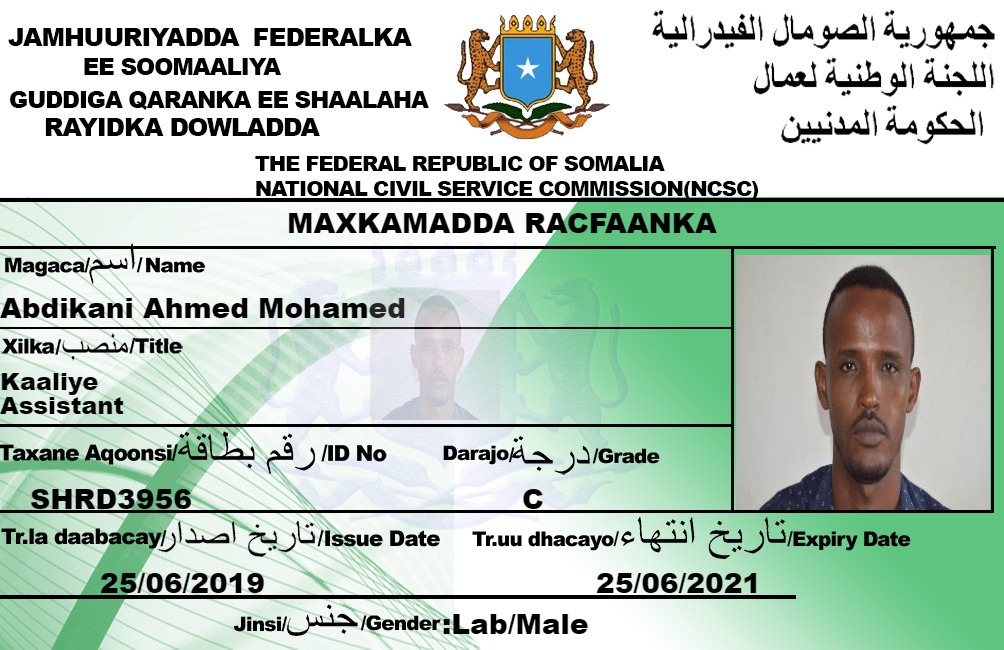 JAMHUURIYADDA FEDERALKA
EE SOOMAALIYA
GUDDIGA QARANKA EE SHAALAHA
RAYIDKA DOWLADDA
جمهورية الصومال الفيدرالية
اللجنة الوطنية لعمال
الحكومة المدنيين
THE FEDERAL REPUBLIC OF SOMALIA
NATIONAL CIVIL SERVICE COMMISSION(NCSC)
MAXKAMADDA RACFAANKA
Magaca/أسم/Name
Abdikani Ahmed Mohamed
Xilka/منصب/Title
Kaaliye
Assistant
Taxane Aqoonsi/رقم بطاقة/ID No
Darajo/درجة/Grade
SHRD3956
C
Tr.la daabacay/تاريخ اصدار/Issue Date
Tr.uu dhacayo/تاريخ انتهاء/Expiry Date
25/06/2019
25/06/2021
Jinsi/جنس/Gender:Lab/Male